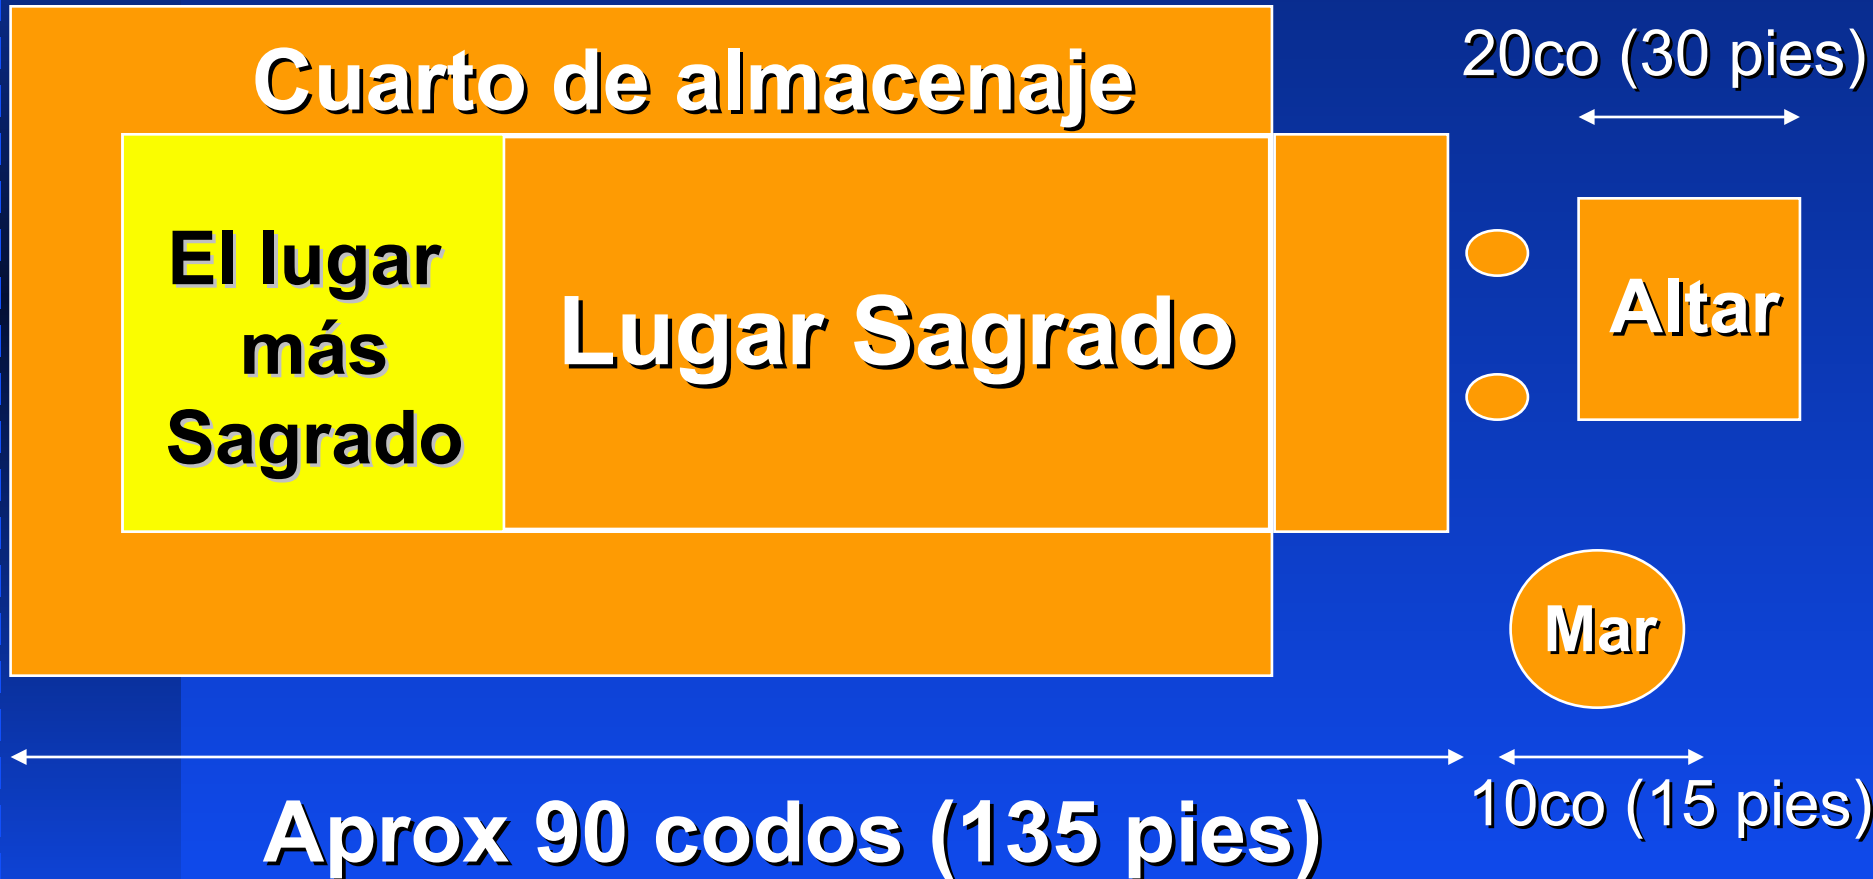 Cuarto de almacenaje
20co (30 pies)
El lugar
más
Sagrado
Lugar Sagrado
Altar
Mar
Aprox 90 codos (135 pies)
10co (15 pies)